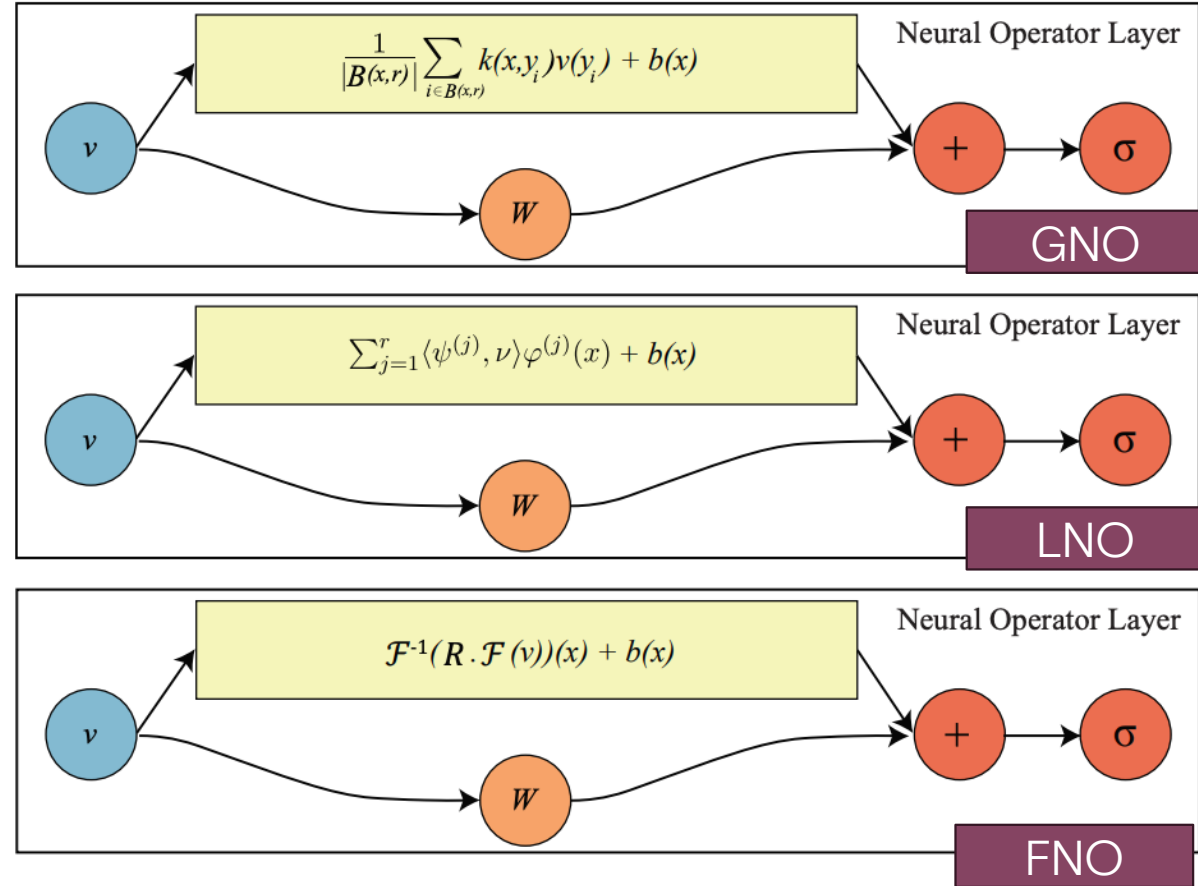 Neural Operator Layer
1/|B(x,r)| ∑_{i∈B(x,r)} k(x,y_i)v(y_i) + b(x)
v
+
σ
W
GNO
Neural Operator Layer
∑_{j=1}^{r} ⟨ψ^{(j)}, ν⟩φ^{(j)}(x) + b(x)
v
+
σ
W
LNO
Neural Operator Layer
𝓕^{-1}(R . 𝓕(v))(x) + b(x)
v
+
σ
W
FNO